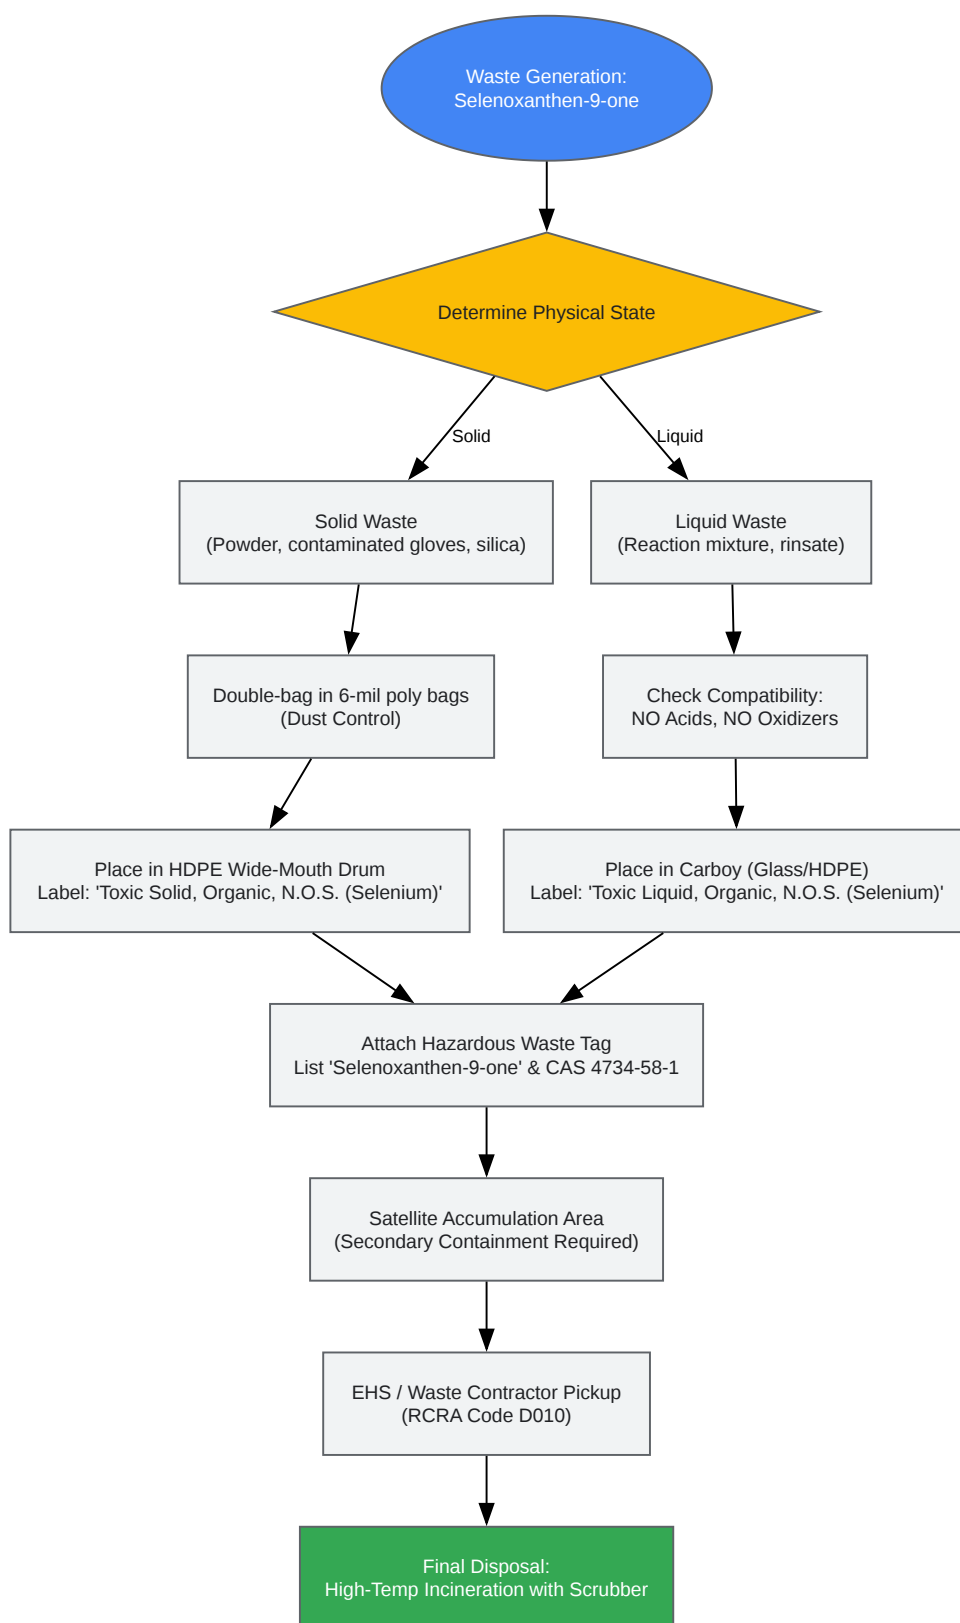 Waste Generation:
Selenoxanthen-9-one
Determine Physical State
Solid
Liquid
Solid Waste
(Powder, contaminated gloves, silica)
Liquid Waste
(Reaction mixture, rinsate)
Double-bag in 6-mil poly bags
(Dust Control)
Check Compatibility:
NO Acids, NO Oxidizers
Place in HDPE Wide-Mouth Drum
Label: 'Toxic Solid, Organic, N.O.S. (Selenium)'
Place in Carboy (Glass/HDPE)
Label: 'Toxic Liquid, Organic, N.O.S. (Selenium)'
Attach Hazardous Waste Tag
List 'Selenoxanthen-9-one' & CAS 4734-58-1
Satellite Accumulation Area
(Secondary Containment Required)
EHS / Waste Contractor Pickup
(RCRA Code D010)
Final Disposal:
High-Temp Incineration with Scrubber